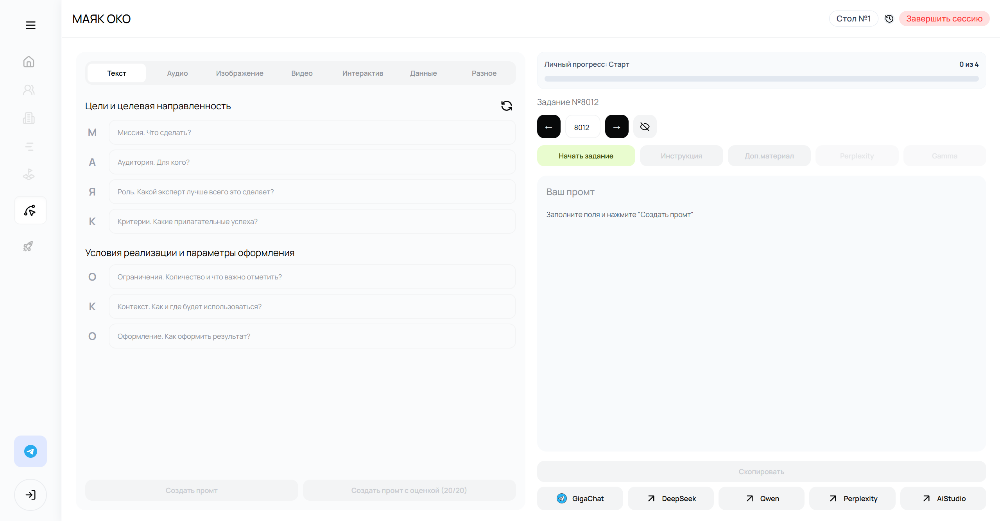 МАЯК ОКО
Стол №1
Завершить сессию
Текст
Аудио
Изображение
Видео
Интерактив
Данные
Разное
Цели и целевая направленность
М
Миссия. Что сделать?
А
Аудитория. Для кого?
Я
Роль. Какой эксперт лучше всего это сделает?
К
Критерии. Какие прилагательные успеха?
Условия реализации и параметры оформления
О
Ограничения. Количество и что важно отметить?
К
Контекст. Как и где будет использоваться?
О
Оформление. Как оформить результат?
Создать промт
Создать промт с оценкой (20/20)
Личный прогресс: Старт
0 из 4
Задание №8012
←
8012
→
Начать задание
Инструкция
Доп.материал
Perplexity
Gamma
Ваш промт
Заполните поля и нажмите "Создать промт"
Скопировать
GigaChat
DeepSeek
Qwen
Perplexity
AiStudio